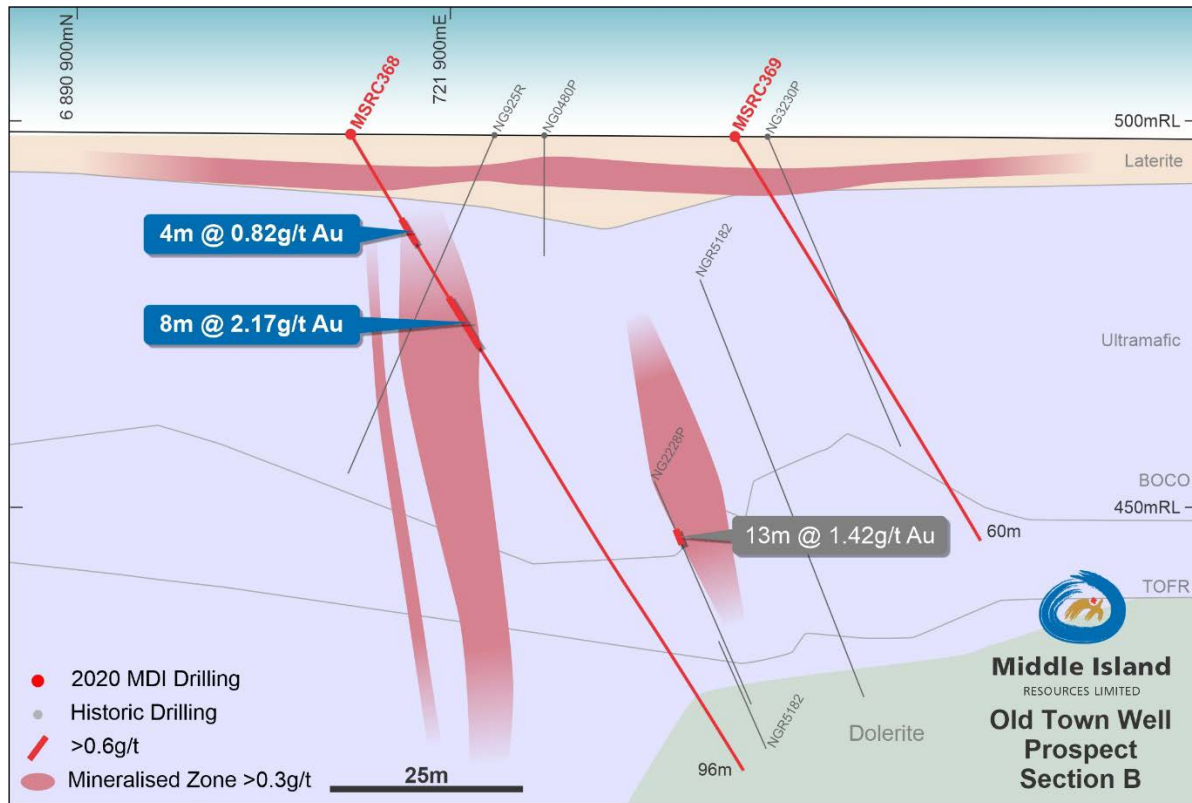 6 890 900mN
721 900mE
MSRC368
NG925R
NG0480P
MSRC369
NG3230P
500mRL
Laterite
4m @ 0.82g/t Au
NGR5182
8m @ 2.17g/t Au
Ultramafic
NG2228P
BOCO
450mRL
13m @ 1.42g/t Au
60m
TOFR
2020 MDI Drilling
Historic Drilling
>0.6g/t
Mineralised Zone >0.3g/t
25m
96m
NGR5182
Dolerite
Middle Island
RESOURCES LIMITED
Old Town Well
Prospect
Section B